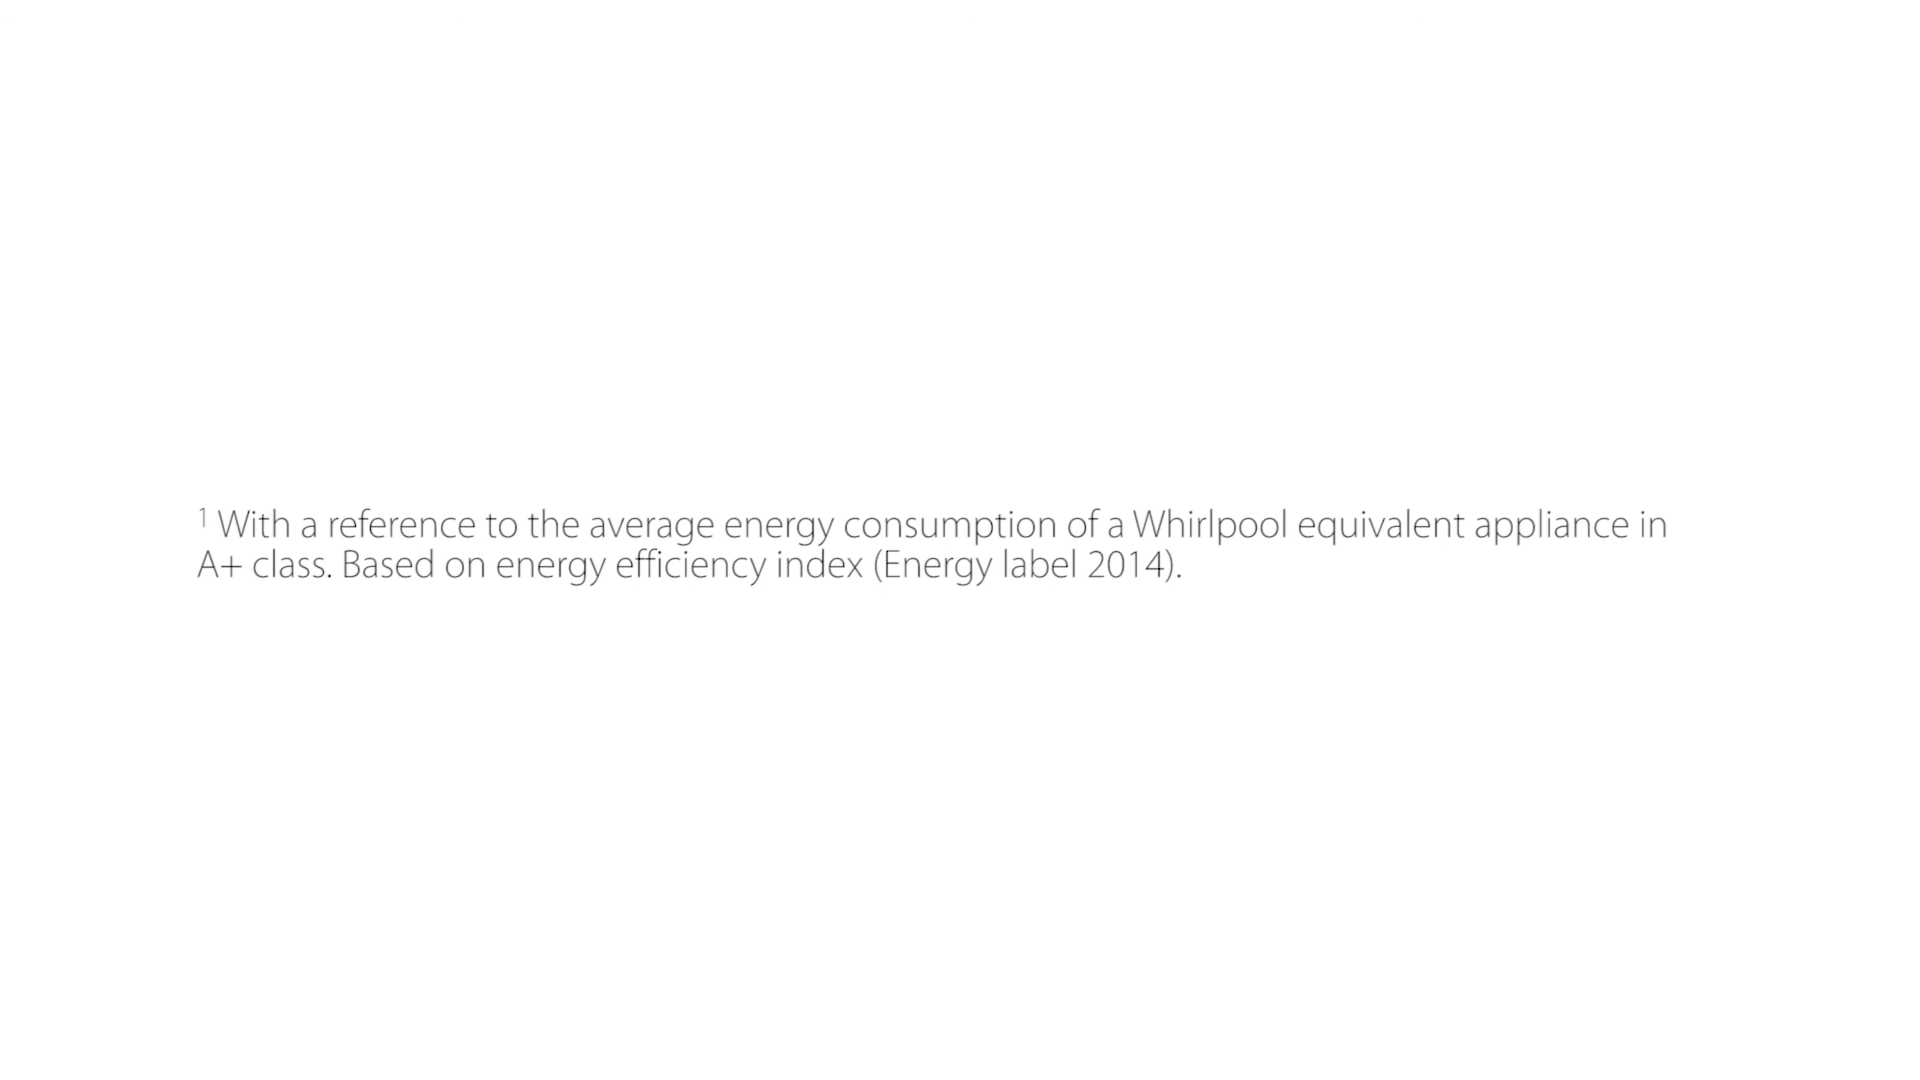 ¹ With a reference to the average energy consumption of a Whirlpool equivalent appliance in
A+ class. Based on energy efficiency index (Energy label 2014).